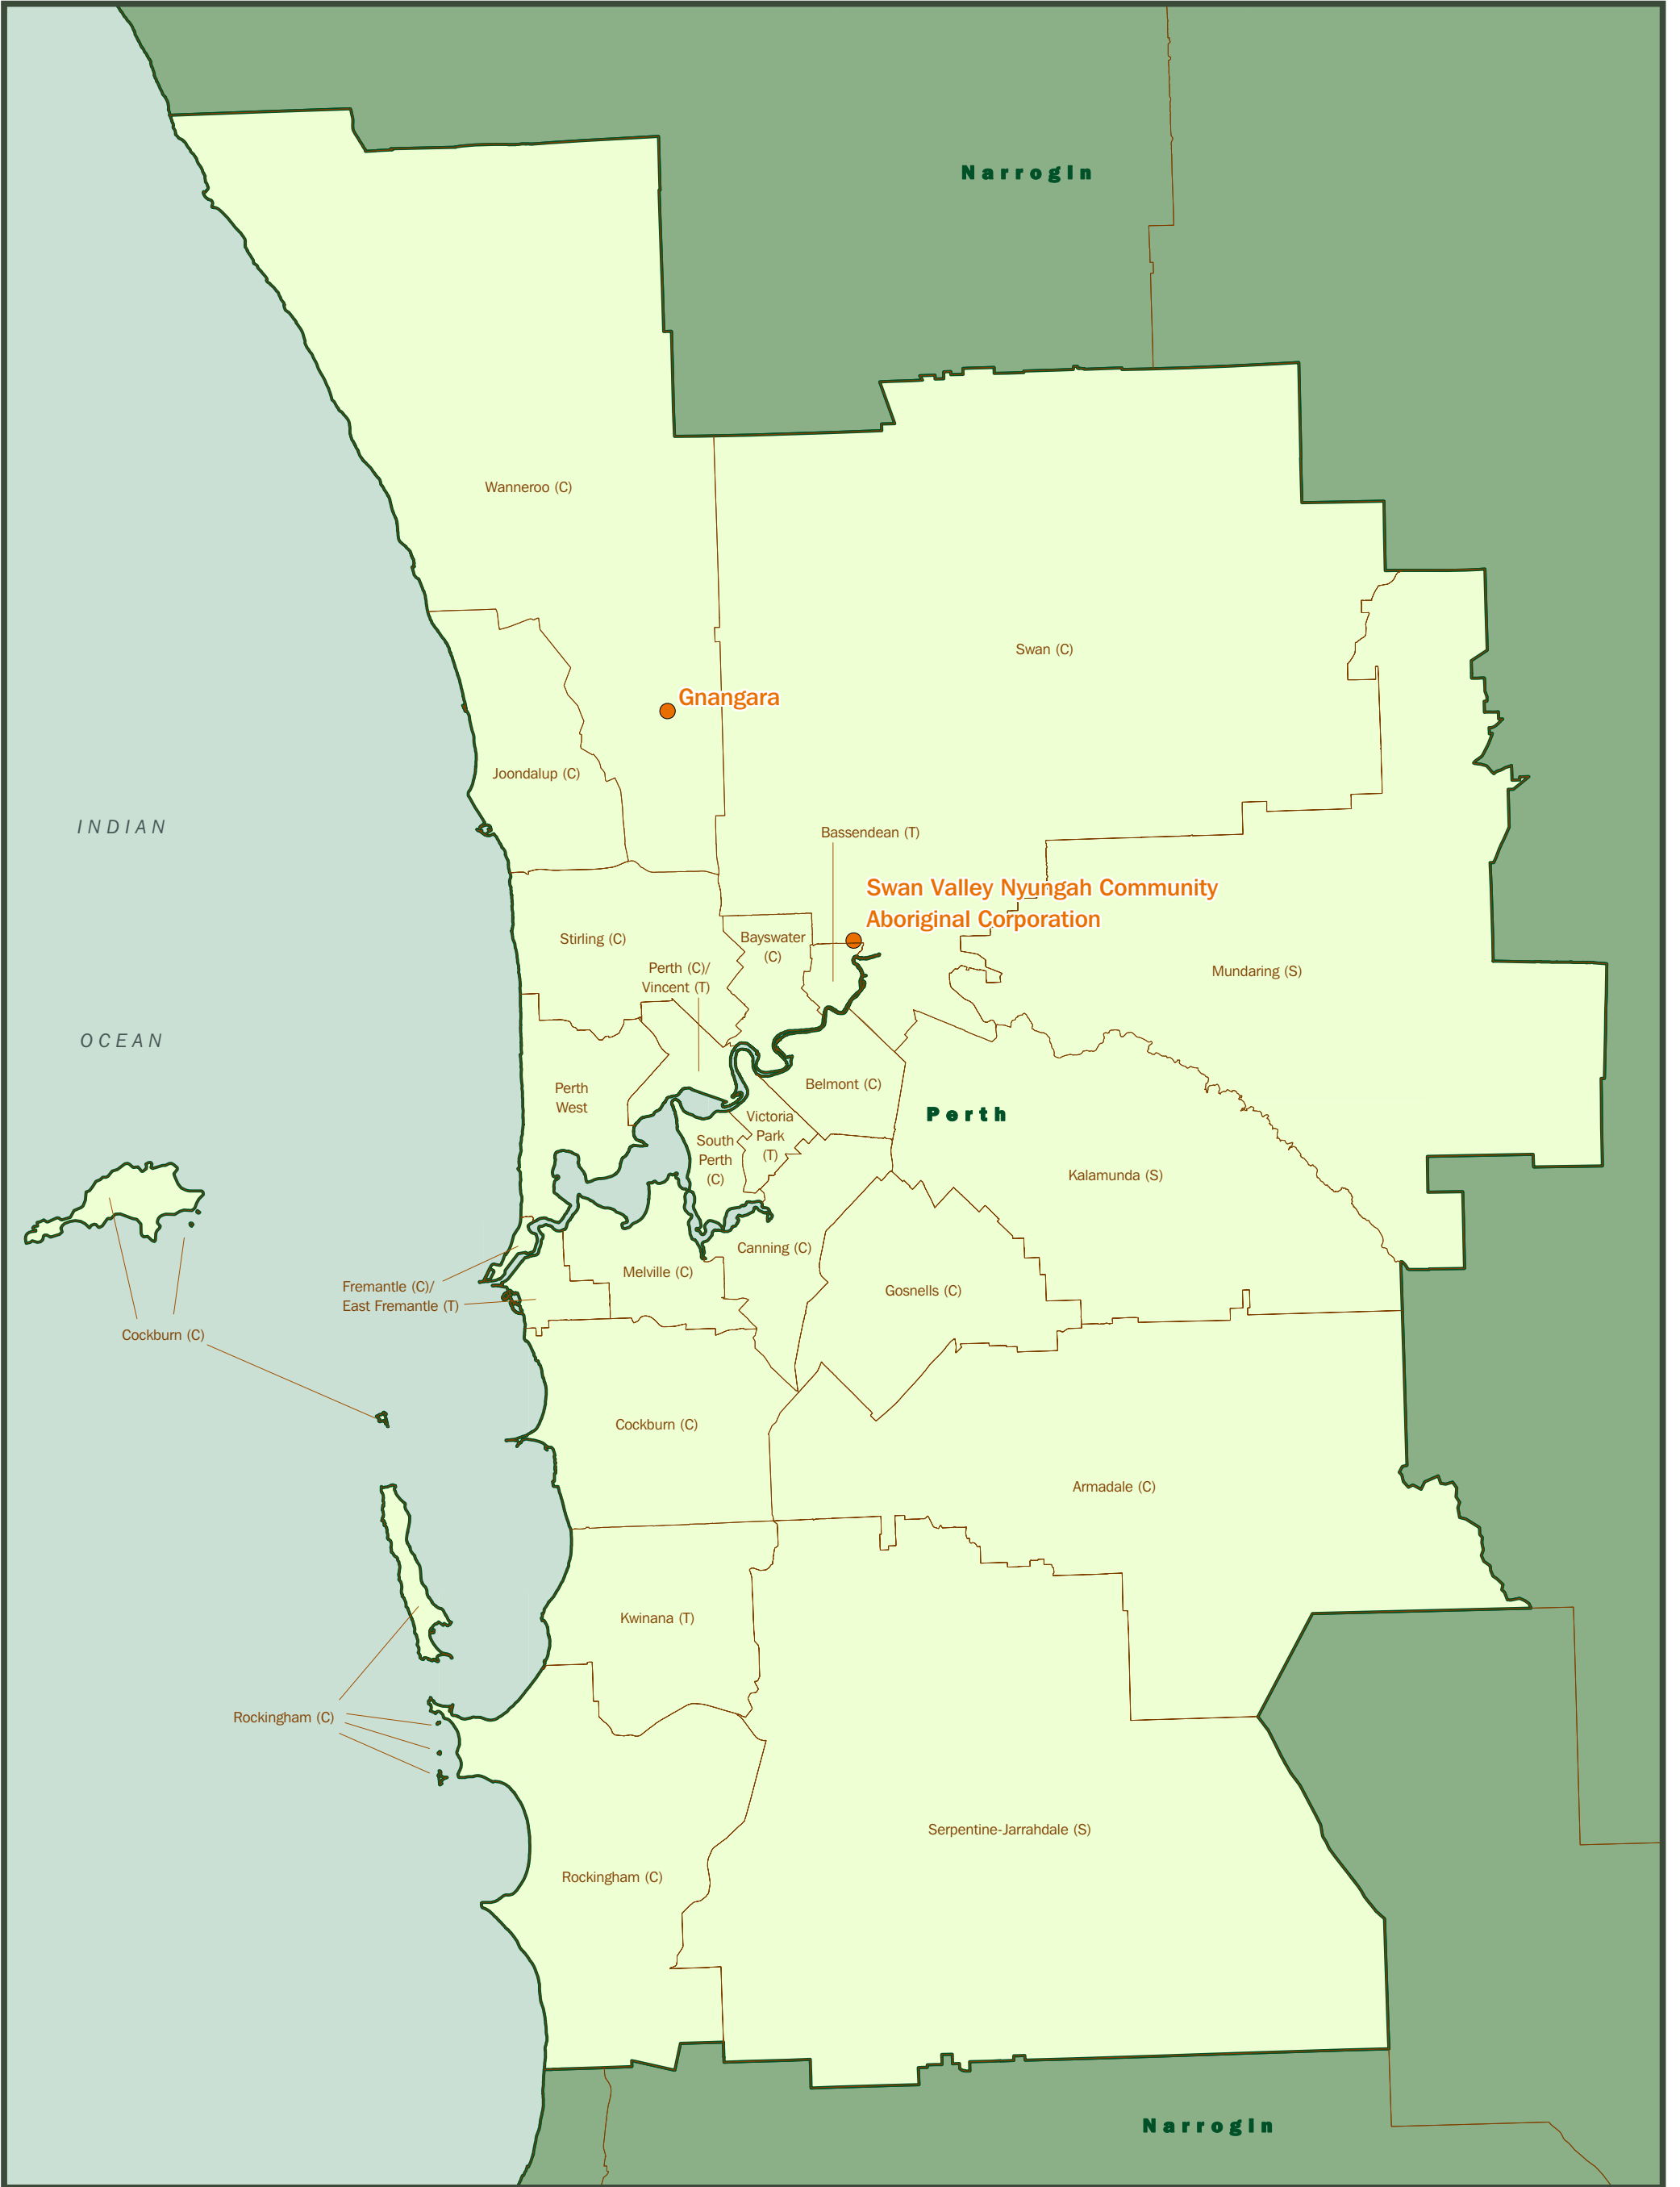 Narrogin
Wanneroo (C)
Swan (C)
Gnangara
Joondalup (C)
INDIAN
Bassendean (T)
Swan Valley Nyungah Community
Aboriginal Corporation
Stirling (C)
Bayswater
(C)
Perth (C)/
Vincent (T)
Mundaring (S)
OCEAN
Perth
West
Belmont (C)
Perth
Victoria
Park
(T)
South
Perth
(C)
Kalamunda (S)
Canning (C)
Melville (C)
Fremantle (C)/
East Fremantle (T)
Gosnells (C)
Cockburn (C)
Cockburn (C)
Armadale (C)
Kwinana (T)
Rockingham (C)
Serpentine-Jarrahdale (S)
Rockingham (C)
Narrogin